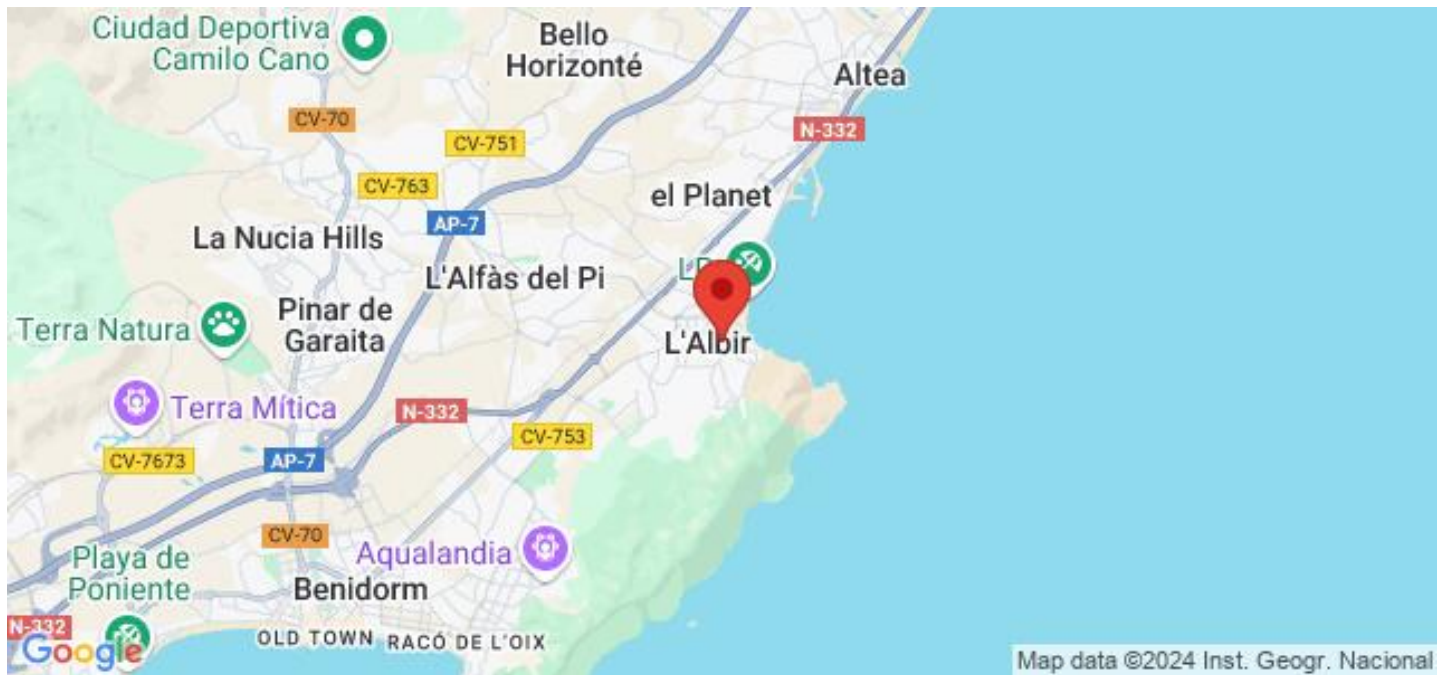 Ciudad Deportiva
Camilo Cano
Bello
Horizonté
Altea
CV-70
N-332
CV-751
CV-763
el Planet
AP-7
La Nucia Hills
L'Alfàs del Pi
Pinar de
Garaita
Terra Natura
L'Albir
Terra Mítica
N-332
CV-753
CV-7673
AP-7
CV-70
Aqualandia
Playa de
Poniente
Benidorm
N-332
OLD TOWN
RACÓ DE L'OIX
Google
Map data ©2024 Inst. Geogr. Nacional